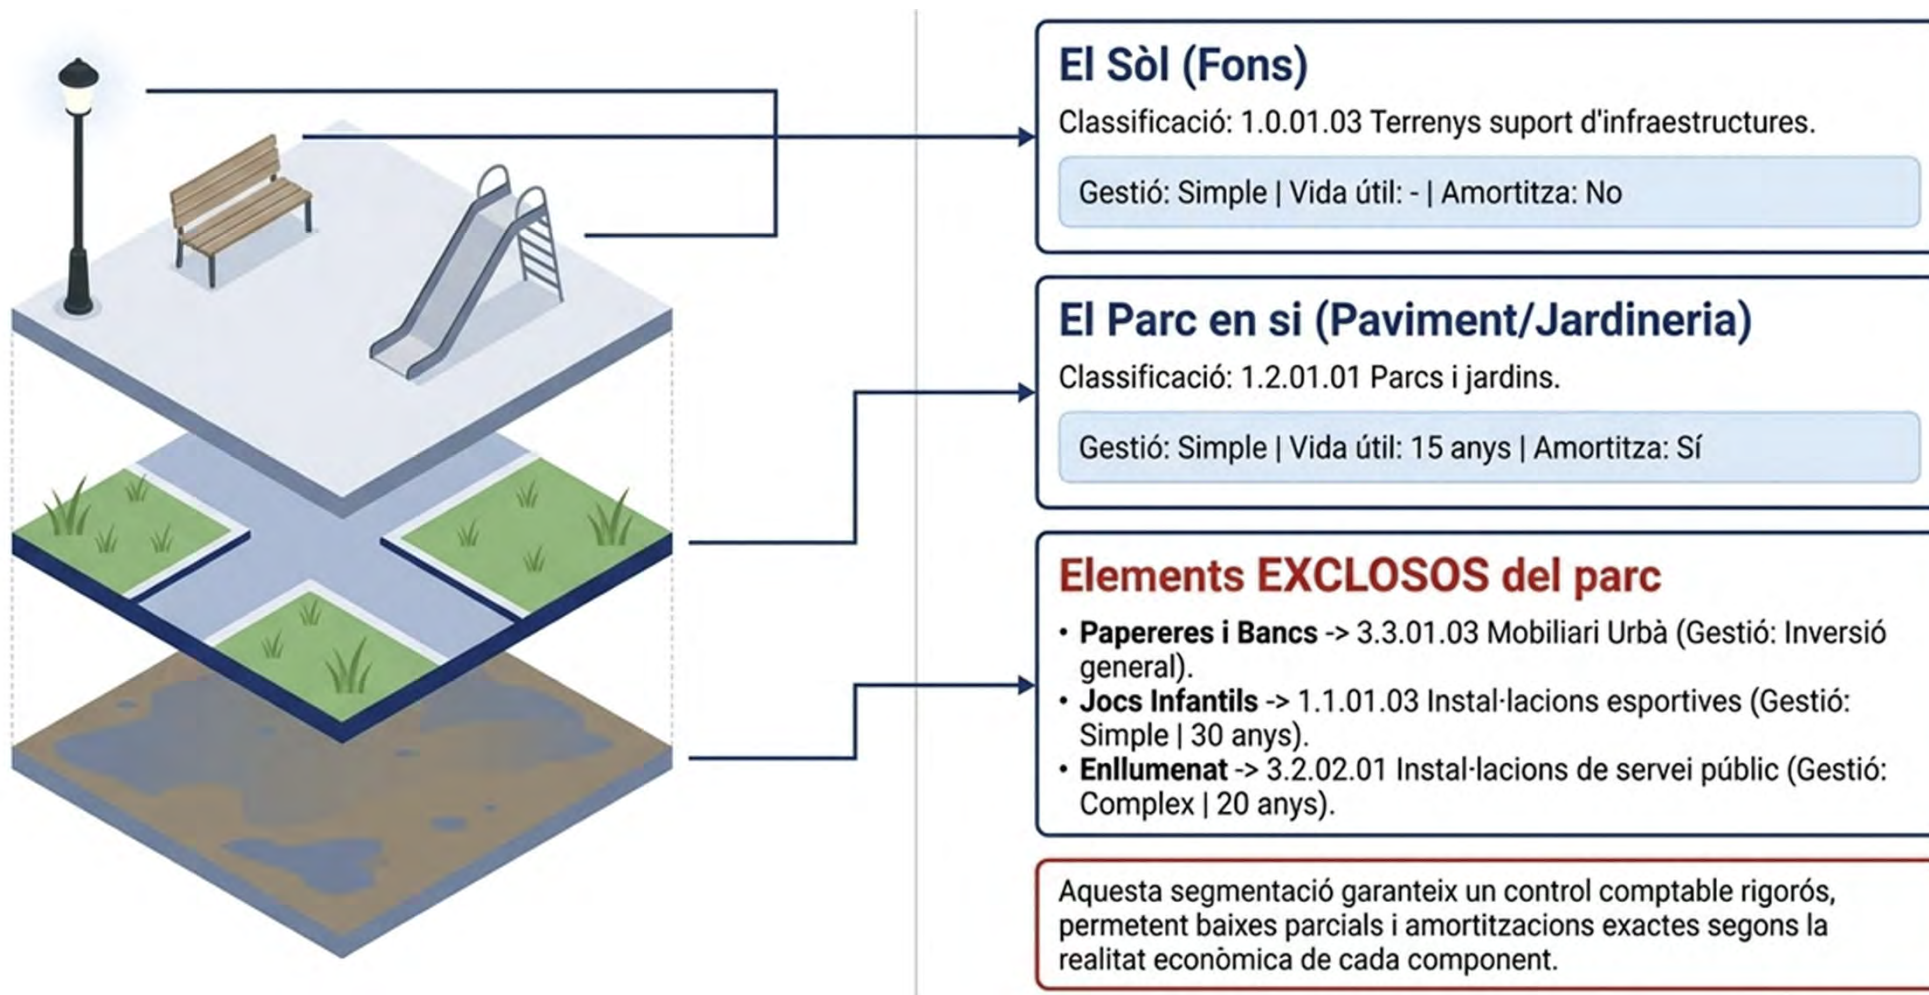 El Sòl (Fons)
Classificació: 1.0.01.03 Terrenys suport d'infraestructures.
Gestió: Simple | Vida útil: - | Amortitza: No
El Parc en si (Paviment/Jardineria)
Classificació: 1.2.01.01 Parcs i jardins.
Gestió: Simple | Vida útil: 15 anys | Amortitza: Sí
Elements EXCLOSOS del parc
• Papereres i Bancs -> 3.3.01.03 Mobiliari Urbà (Gestió: Inversió
general).
• Jocs Infantils -> 1.1.01.03 Instal·lacions esportives (Gestió:
Simple | 30 anys).
• Enllumenat -> 3.2.02.01 Instal·lacions de servei públic (Gestió:
Complex | 20 anys).
Aquesta segmentació garanteix un control comptable rigorós,
permetent baixes parcials i amortitzacions exactes segons la
realitat econòmica de cada component.